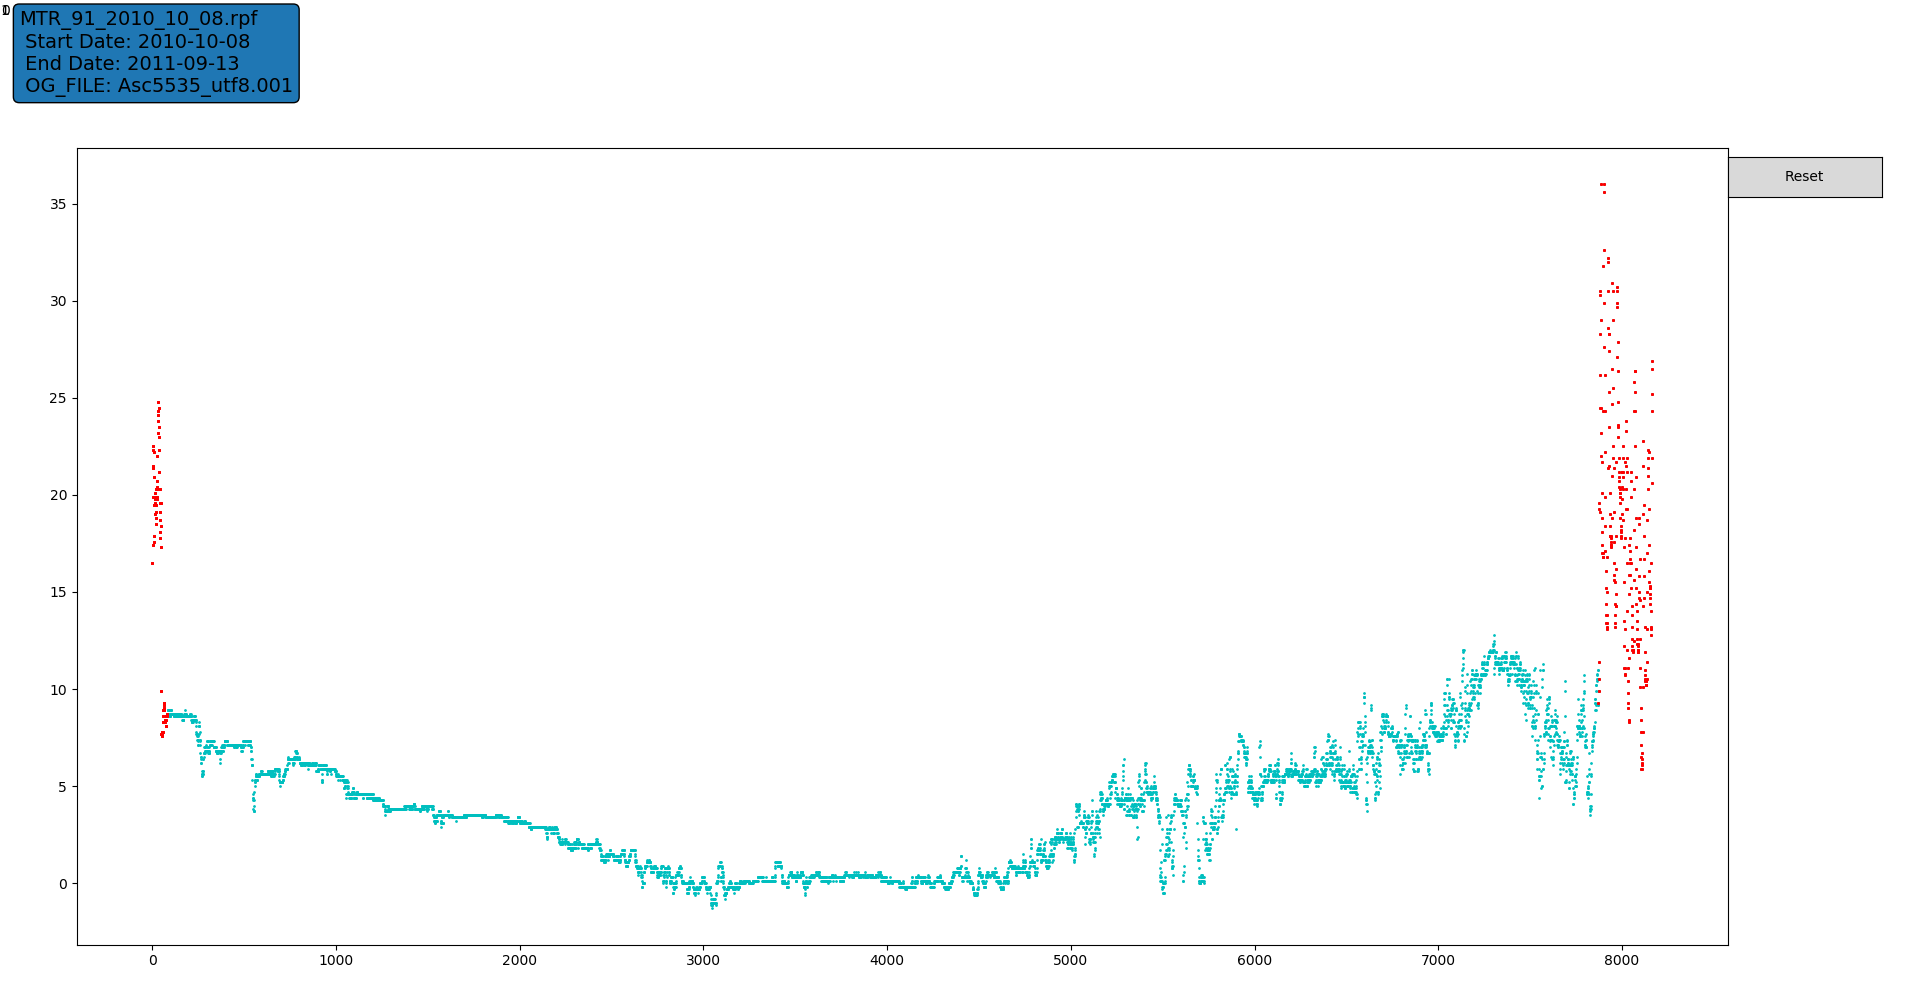 MTR_91_2010_10_08.rpf
Start Date: 2010-10-08
End Date: 2011-09-13
OG_FILE: Asc5535_utf8.001
Reset
35
30
25
20
15
10
5
0
0 1000 2000 3000 4000 5000 6000 7000 8000